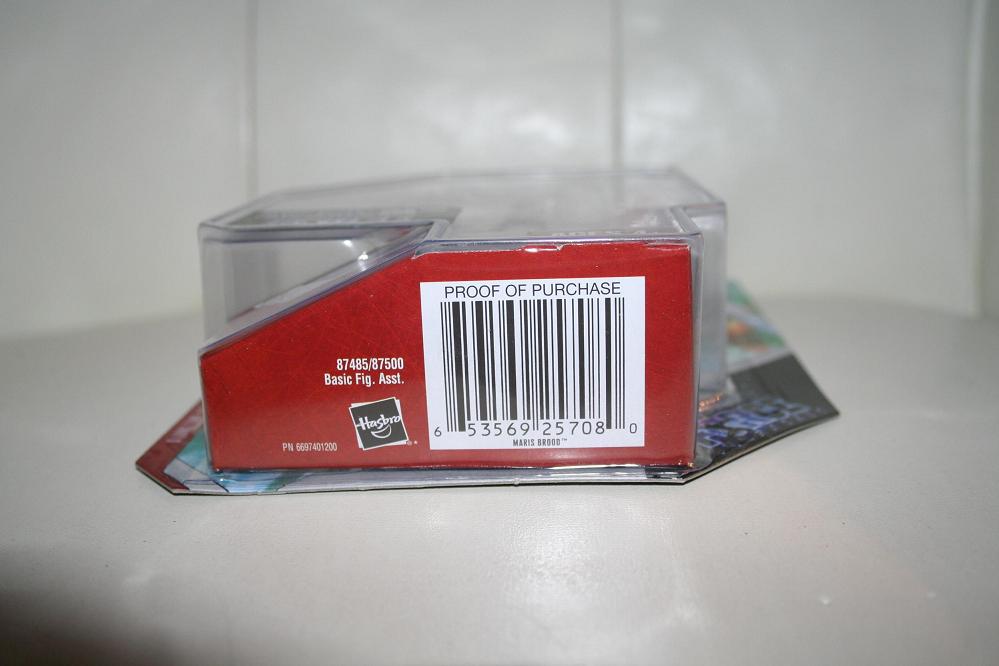 PROOF OF PURCHASE
87485/87500
Basic Fig. Asst.
Hasbro
®*
PN 6697401200
6 53569 25708 0
MARIS BROOD™